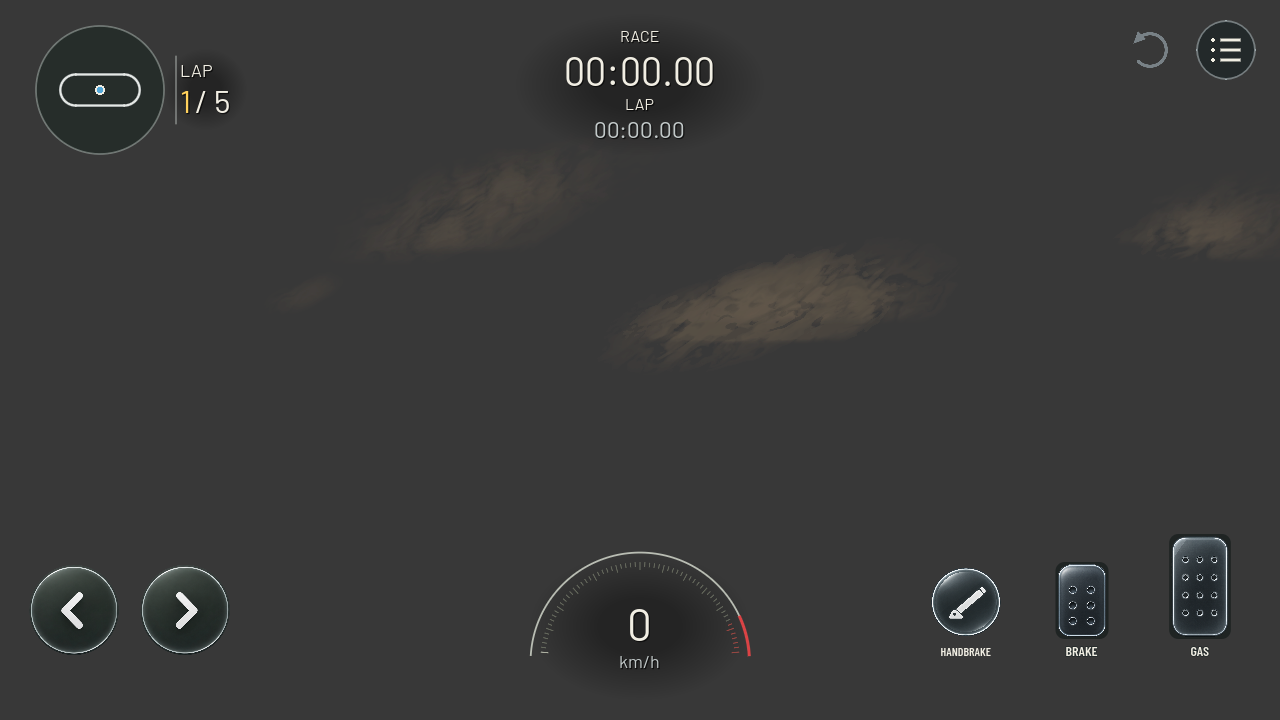 LAP
1/ 5
RACE
00:00.00
LAP
00:00.00
0
km/h
HANDBRAKE
BRAKE
GAS